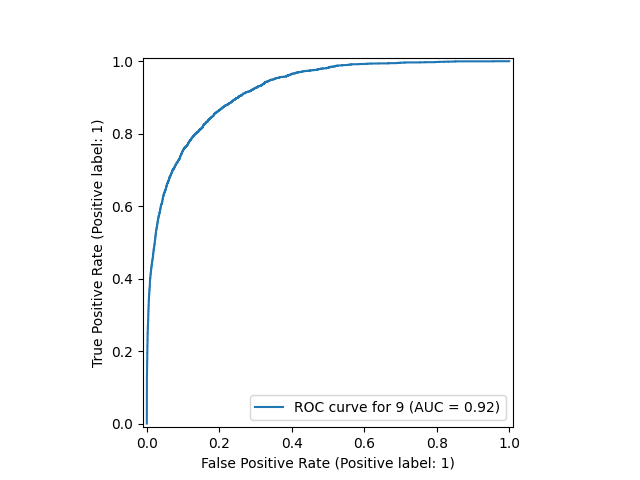 1.0
0.8
0.6
0.4
0.2
0.0
True Positive Rate (Positive label: 1)
ROC curve for 9 (AUC = 0.92)
0.0 0.2 0.4 0.6 0.8 1.0
False Positive Rate (Positive label: 1)